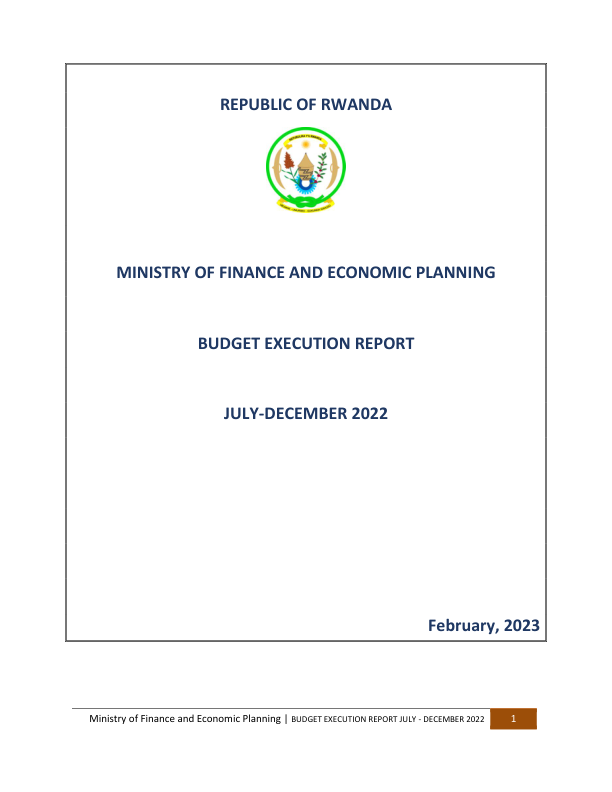 REPUBLIC OF RWANDA
MINISTRY OF FINANCE AND ECONOMIC PLANNING
BUDGET EXECUTION REPORT
JULY-DECEMBER 2022
February, 2023
Ministry of Finance and Economic Planning | BUDGET EXECUTION REPORT JULY - DECEMBER 2022 1